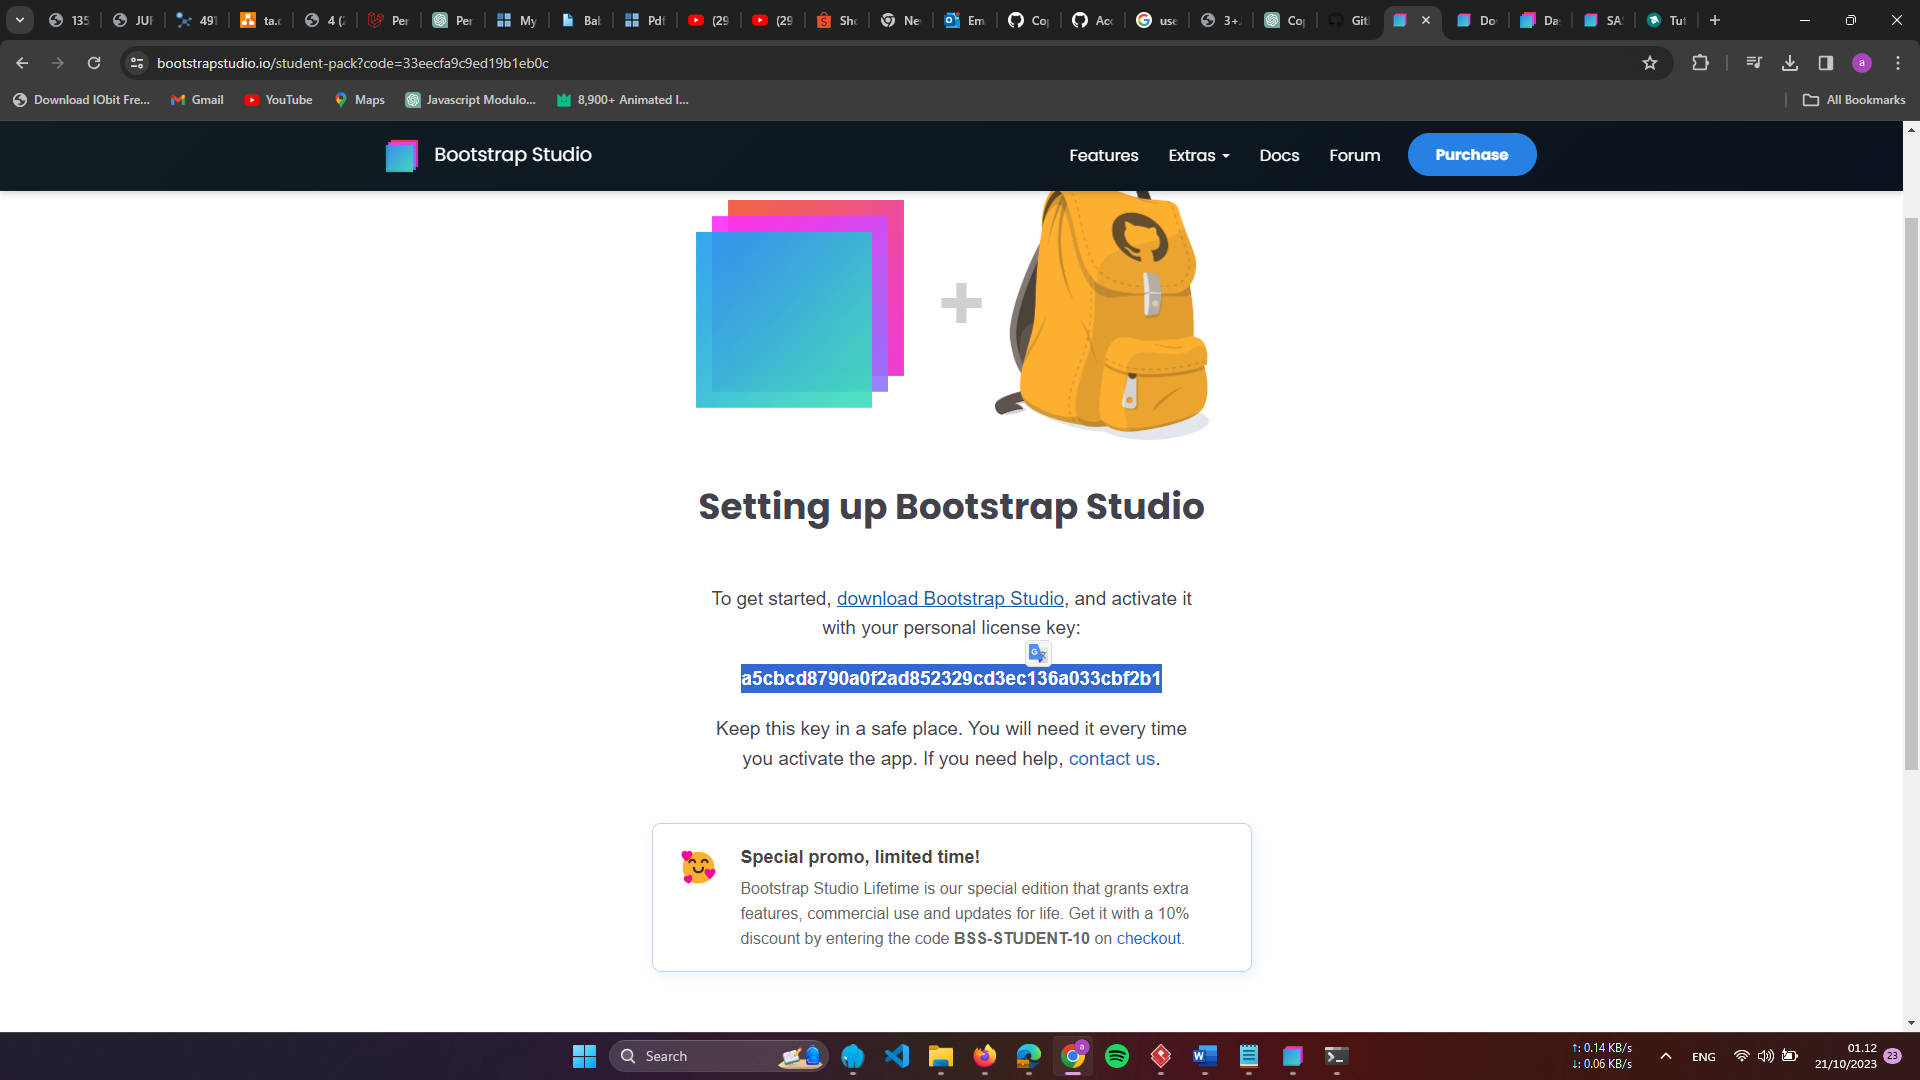 135
JUF
491
ta.c
4 (2
Per
Per
My
Bab
Pdf
(29
(29
Sho
Ne
Em
Co
Acc
use
3+.
Co
Git
Do
Da
SA
Tut
bootstrapstudio.io/student-pack?code=33eecfa9c9ed19b1eb0c
a
Download IObit Fre...
Gmail
YouTube
Maps
Javascript Modulo...
8,900+ Animated I...
All Bookmarks
Bootstrap Studio
Features
Extras
Docs
Forum
Purchase
Setting up Bootstrap Studio
To get started, download Bootstrap Studio, and activate it
with your personal license key:
a5cbcd8790a0f2ad852329cd3ec136a033cbf2b1
Keep this key in a safe place. You will need it every time
you activate the app. If you need help, contact us.
Special promo, limited time!
Bootstrap Studio Lifetime is our special edition that grants extra
features, commercial use and updates for life. Get it with a 10%
discount by entering the code BSS-STUDENT-10 on checkout.
Search
a
↑: 0.14 KB/s
↓: 0.06 KB/s
ENG
01.12
21/10/2023
23